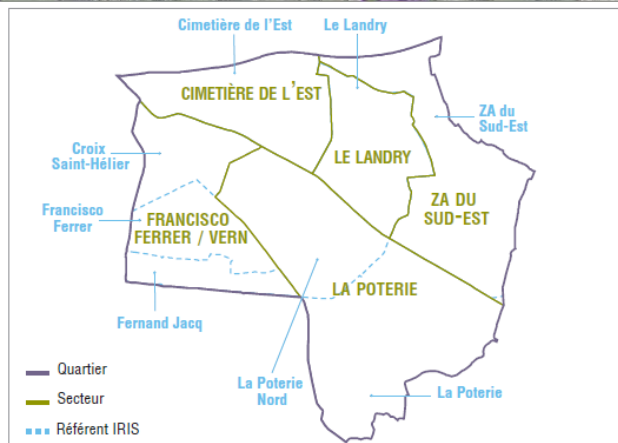 Cimetière de l'Est
Le Landry
CIMETIÈRE DE L'EST
ZA du
Sud-Est
Croix
Saint-Hélier
LE LANDRY
ZA DU
SUD-EST
Francisco
Ferrer
FRANCISCO
FERRER / VERN
LA POTERIE
Fernand Jacq
Quartier
Secteur
Référent IRIS
La Poterie
Nord
La Poterie